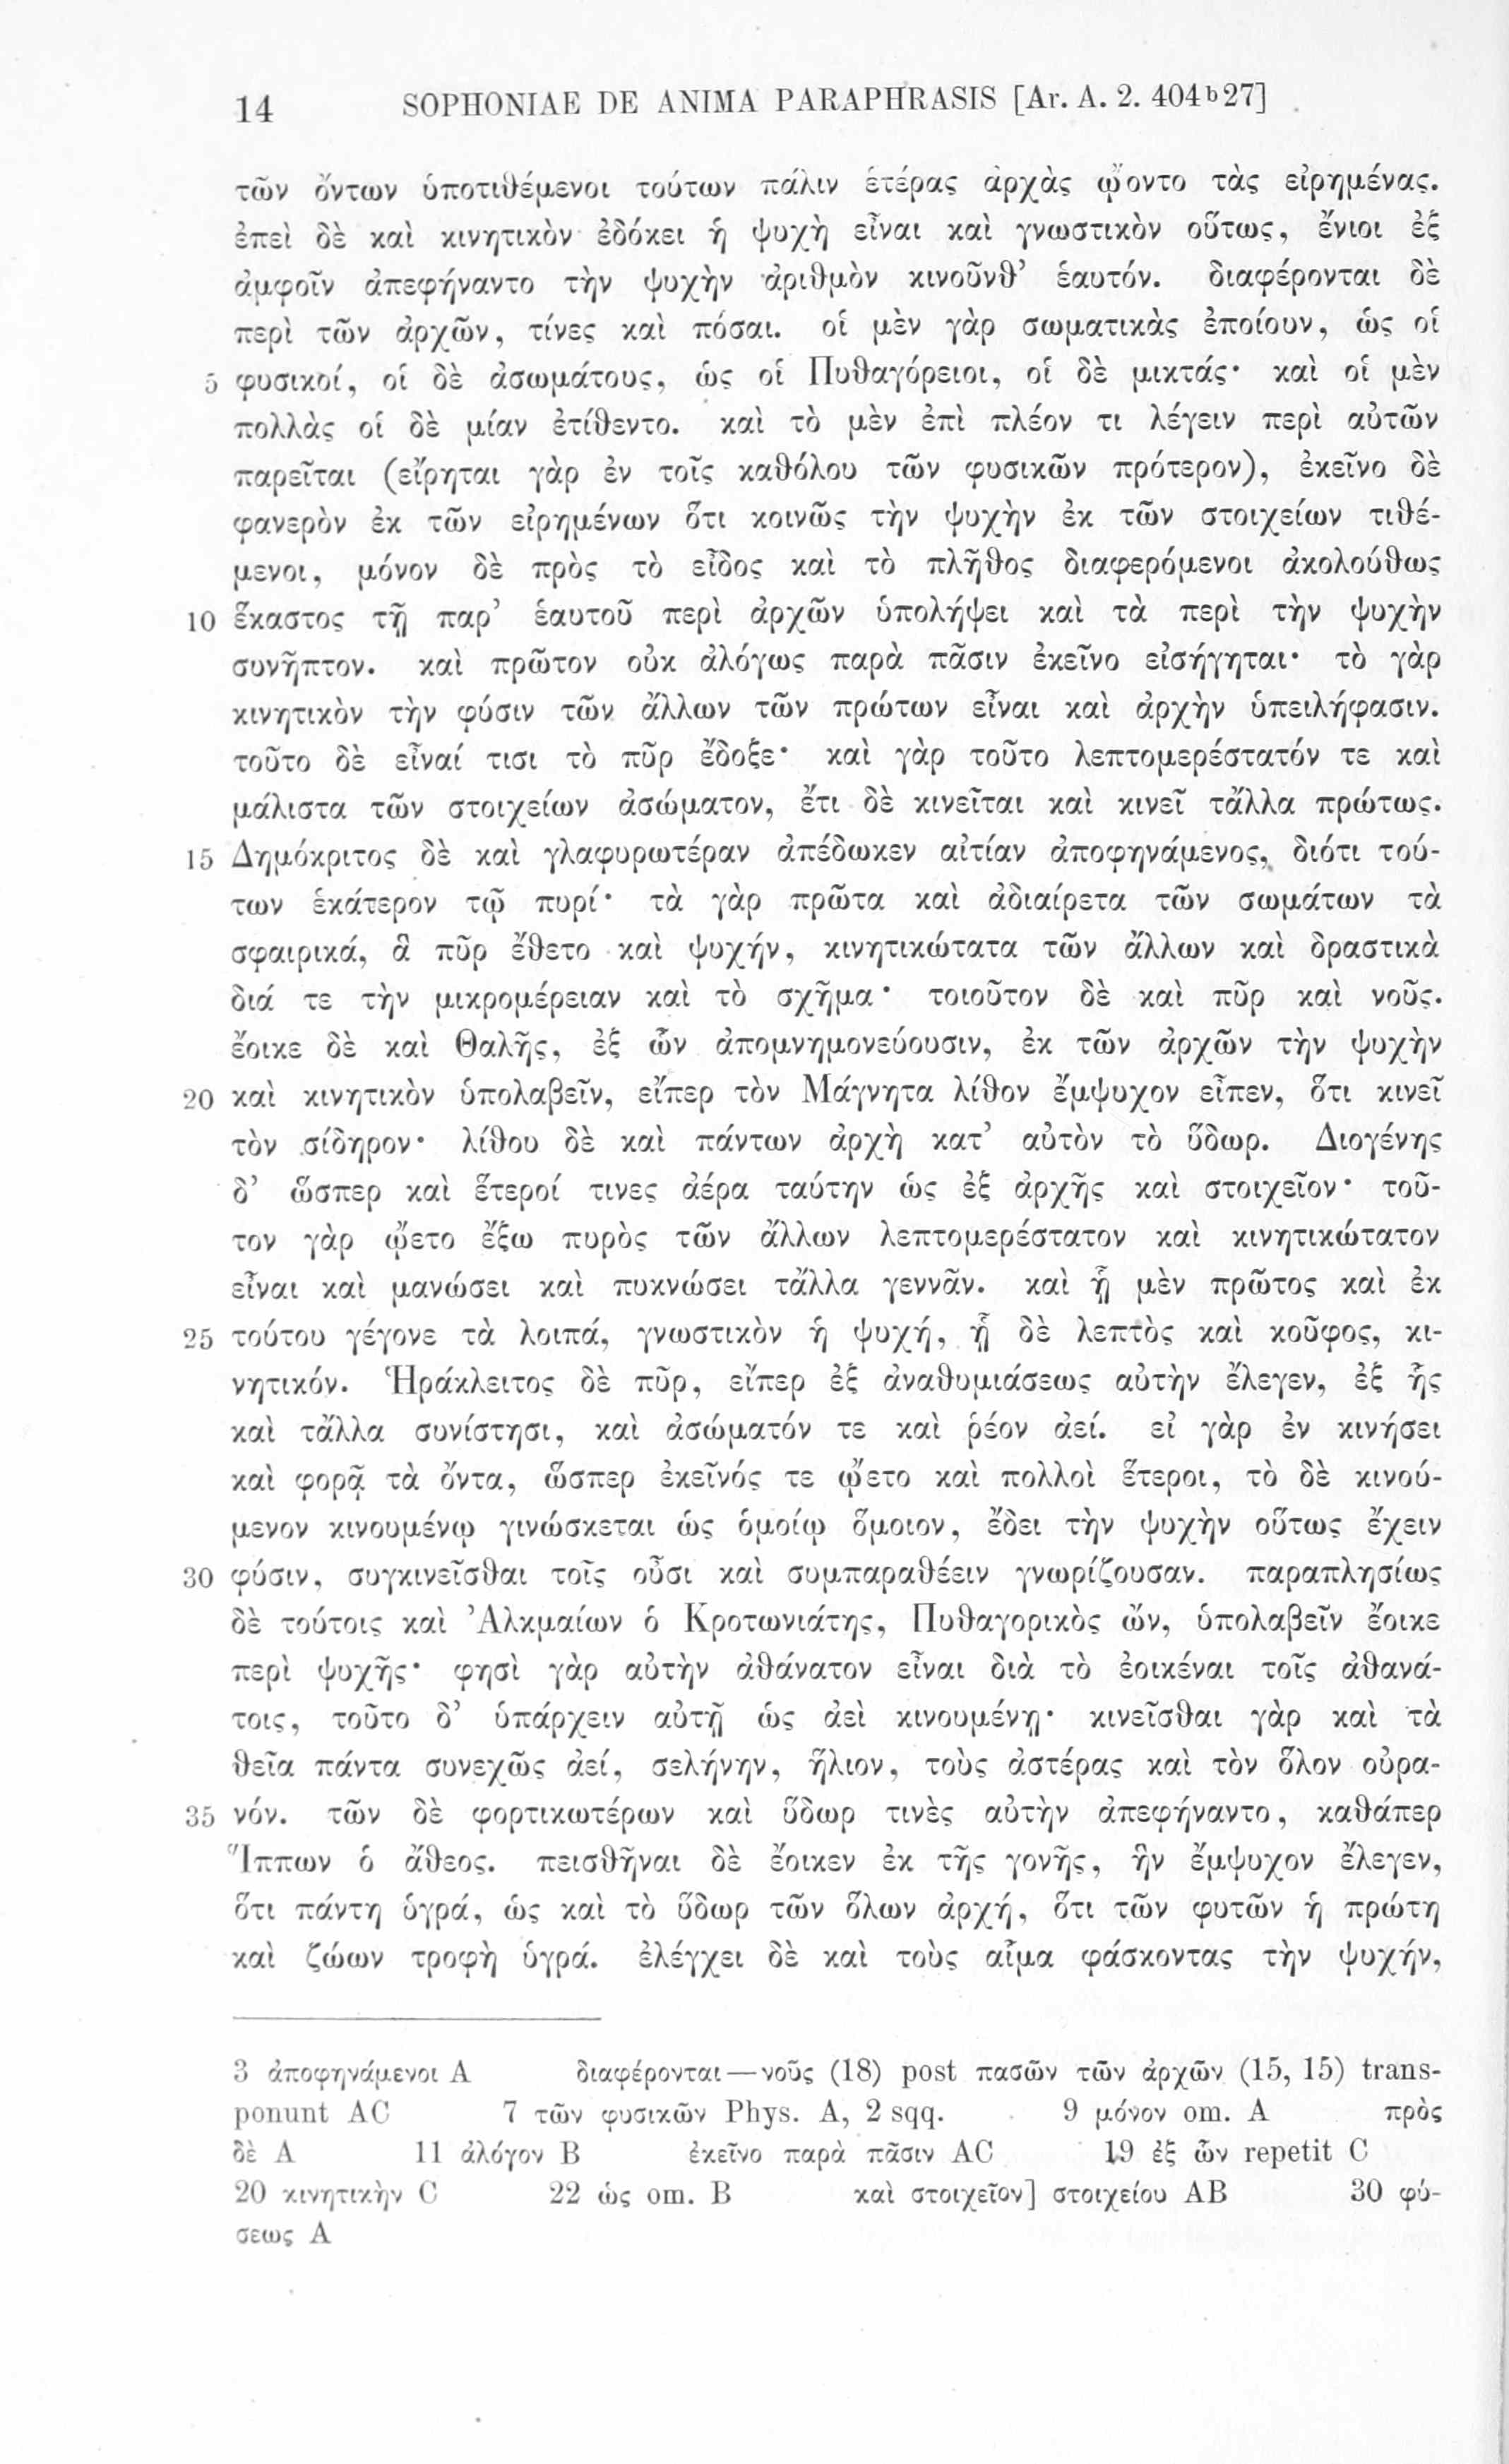 14 SOPHONIAE DE ANIMA PARAPHRASIS [Ar. A. 2. 404ᵇ27]
τῶν ὄντων ὑποτιθέμενοι τούτων πάλιν ἑτέρας ἀρχὰς ᾤοντο τὰς εἰρημένας.
ἐπεὶ δὲ καὶ κινητικὸν ἐδόκει ἡ ψυχὴ εἶναι καὶ γνωστικὸν οὕτως, ἔνιοι ἐξ
ἀμφοῖν ἀπεφήναντο τὴν ψυχὴν ἀριθμὸν κινοῦνθ’ ἑαυτόν. διαφέρονται δὲ
περὶ τῶν ἀρχῶν, τίνες καὶ πόσαι. οἱ μὲν γὰρ σωματικὰς ἐποίουν, ὡς οἱ
5 φυσικοί, οἱ δὲ ἀσωμάτους, ὡς οἱ Πυθαγόρειοι, οἱ δὲ μικτάς· καὶ οἱ μὲν
πολλὰς οἱ δὲ μίαν ἐτίθεντο. καὶ τὸ μὲν ἐπὶ πλέον τι λέγειν περὶ αὐτῶν
παρεῖται (εἴρηται γὰρ ἐν τοῖς καθόλου τῶν φυσικῶν πρότερον), ἐκεῖνο δὲ
φανερὸν ἐκ τῶν εἰρημένων ὅτι κοινῶς τὴν ψυχὴν ἐκ τῶν στοιχείων τιθέ-
μενοι, μόνον δὲ πρὸς τὸ εἶδος καὶ τὸ πλῆθος διαφερόμενοι ἀκολούθως
10 ἕκαστος τῇ παρ’ ἑαυτοῦ περὶ ἀρχῶν ὑπολήψει καὶ τὰ περὶ τὴν ψυχὴν
συνῆπτον. καὶ πρῶτον οὐκ ἀλόγως παρὰ πᾶσιν ἐκεῖνο εἰσήγηται· τὸ γὰρ
κινητικὸν τὴν φύσιν τῶν ἄλλων τῶν πρώτων εἶναι καὶ ἀρχὴν ὑπειλήφασιν.
τοῦτο δὲ εἶναί τισι τὸ πῦρ ἔδοξε· καὶ γὰρ τοῦτο λεπτομερέστατόν τε καὶ
μάλιστα τῶν στοιχείων ἀσώματον, ἔτι δὲ κινεῖται καὶ κινεῖ τἄλλα πρώτως.
15 Δημόκριτος δὲ καὶ γλαφυρωτέραν ἀπέδωκεν αἰτίαν ἀποφηνάμενος, διότι τού-
των ἑκάτερον τῷ πυρί· τὰ γὰρ πρῶτα καὶ ἀδιαίρετα τῶν σωμάτων τὰ
σφαιρικά, ἃ πῦρ ἔθετο καὶ ψυχήν, κινητικώτατα τῶν ἄλλων καὶ δραστικὰ
διά τε τὴν μικρομέρειαν καὶ τὸ σχῆμα· τοιοῦτον δὲ καὶ πῦρ καὶ νοῦς.
ἔοικε δὲ καὶ Θαλῆς, ἐξ ὧν ἀπομνημονεύουσιν, ἐκ τῶν ἀρχῶν τὴν ψυχὴν
20 καὶ κινητικὸν ὑπολαβεῖν, εἴπερ τὸν Μάγνητα λίθον ἔμψυχον εἶπεν, ὅτι κινεῖ
τὸν σίδηρον· λίθου δὲ καὶ πάντων ἀρχὴ κατ’ αὐτὸν τὸ ὕδωρ. Διογένης
δ’ ὥσπερ καὶ ἕτεροί τινες ἀέρα ταύτην ὡς ἐξ ἀρχῆς καὶ στοιχεῖον· τοῦ-
τον γὰρ ᾤετο ἔξω πυρὸς τῶν ἄλλων λεπτομερέστατον καὶ κινητικώτατον
εἶναι καὶ μανώσει καὶ πυκνώσει τἄλλα γεννᾶν. καὶ ᾗ μὲν πρῶτος καὶ ἐκ
25 τούτου γέγονε τὰ λοιπά, γνωστικὸν ἡ ψυχή, ᾗ δὲ λεπτὸς καὶ κοῦφος, κι-
νητικόν. Ἡράκλειτος δὲ πῦρ, εἴπερ ἐξ ἀναθυμιάσεως αὐτὴν ἔλεγεν, ἐξ ἧς
καὶ τἄλλα συνίστησι, καὶ ἀσώματόν τε καὶ ῥέον ἀεί. εἰ γὰρ ἐν κινήσει
καὶ φορᾷ τὰ ὄντα, ὥσπερ ἐκεῖνός τε ᾤετο καὶ πολλοὶ ἕτεροι, τὸ δὲ κινού-
μενον κινουμένῳ γινώσκεται ὡς ὁμοίῳ ὅμοιον, ἔδει τὴν ψυχὴν οὕτως ἔχειν
30 φύσιν, συγκινεῖσθαι τοῖς οὖσι καὶ συμπαραθέειν γνωρίζουσαν. παραπλησίως
δὲ τούτοις καὶ Ἀλκμαίων ὁ Κροτωνιάτης, Πυθαγορικὸς ὤν, ὑπολαβεῖν ἔοικε
περὶ ψυχῆς· φησὶ γὰρ αὐτὴν ἀθάνατον εἶναι διὰ τὸ ἐοικέναι τοῖς ἀθανά-
τοις, τοῦτο δ’ ὑπάρχειν αὐτῇ ὡς ἀεὶ κινουμένῃ· κινεῖσθαι γὰρ καὶ τὰ
θεῖα πάντα συνεχῶς ἀεί, σελήνην, ἥλιον, τοὺς ἀστέρας καὶ τὸν ὅλον οὐρα-
35 νόν. τῶν δὲ φορτικωτέρων καὶ ὕδωρ τινὲς αὐτὴν ἀπεφήναντο, καθάπερ
Ἵππων ὁ ἄθεος. πεισθῆναι δὲ ἔοικεν ἐκ τῆς γονῆς, ἣν ἔμψυχον ἔλεγεν,
ὅτι πάντη ὑγρά, ὡς καὶ τὸ ὕδωρ τῶν ὅλων ἀρχή, ὅτι τῶν φυτῶν ἡ πρώτη
καὶ ζώων τροφὴ ὑγρά. ἐλέγχει δὲ καὶ τοὺς αἷμα φάσκοντας τὴν ψυχήν,
3 ἀποφηνάμενοι A διαφέρονται—νοῦς (18) post πασῶν τῶν ἀρχῶν (15, 15) trans-
ponunt AC 7 τῶν φυσικῶν Phys. A, 2 sqq. 9 μόνον om. A πρὸς
δὲ A 11 ἀλόγον B ἐκεῖνο παρὰ πᾶσιν AC 19 ἐξ ὧν repetit C
20 κινητικὴν C 22 ὡς om. B καὶ στοιχεῖον] στοιχείου AB 30 φύ-
σεως A